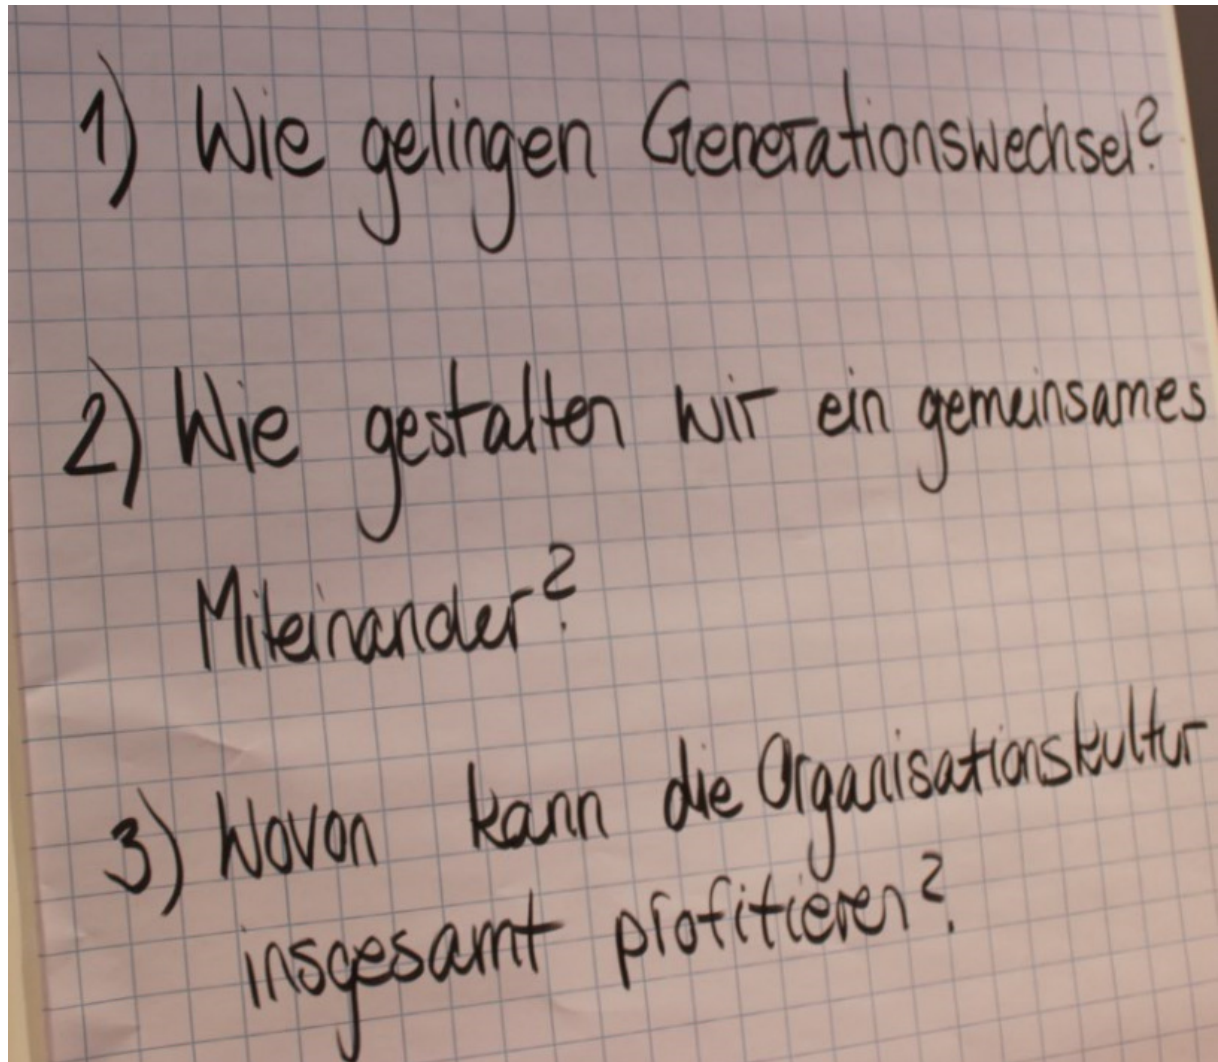 1) Wie gelingen Generationswechsel?
2) Wie gestalten wir ein gemeinsames
Miteinander?
3) Wovon kann die Organisationskultur
insgesamt profitieren?